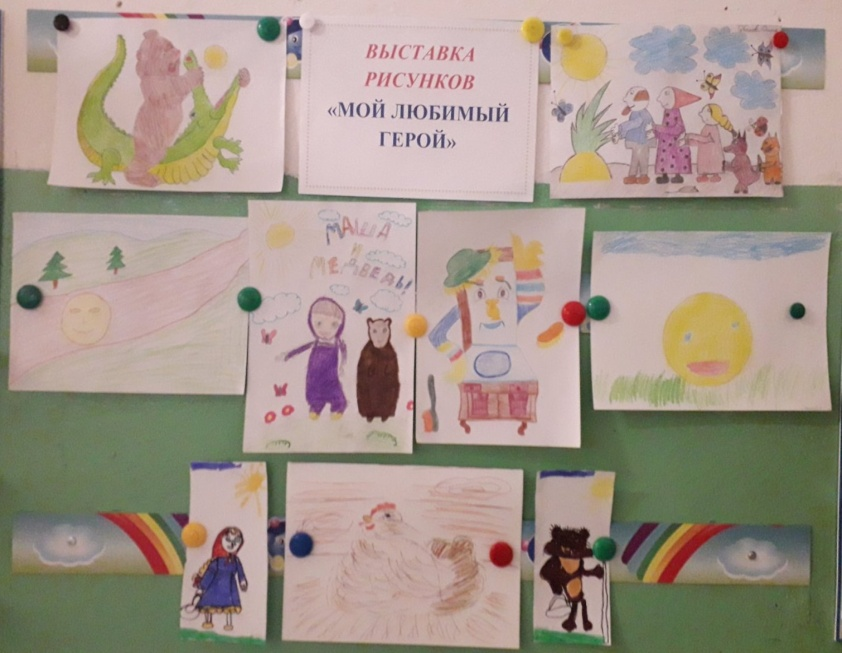 ВЫСТАВКА
РИСУНКОВ
«МОЙ ЛЮБИМЫЙ
ГЕРОЙ»
МАША
И
МЕДВЕДЬ!